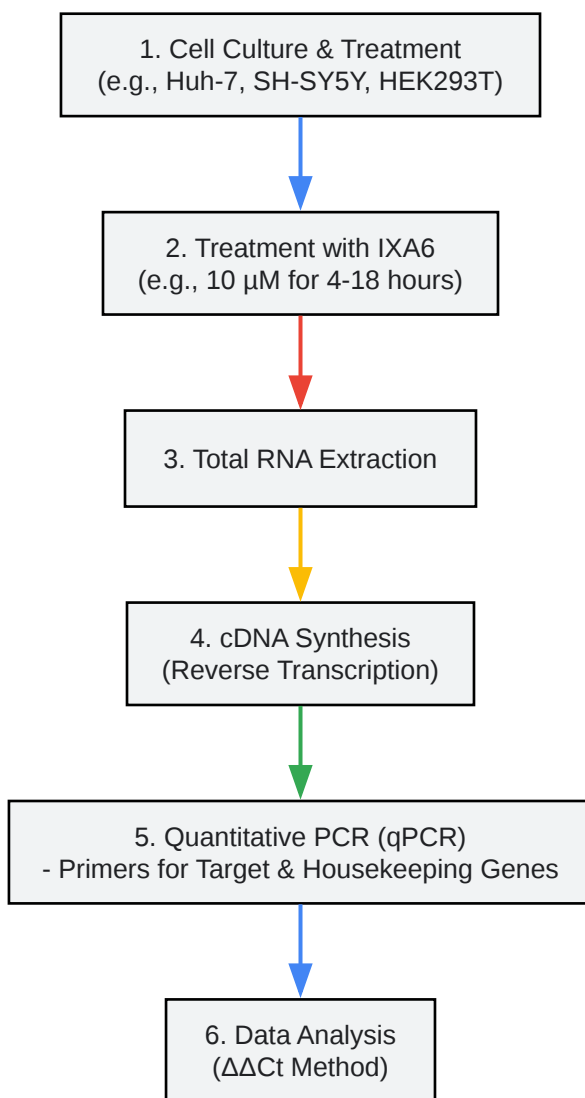 1. Cell Culture & Treatment
(e.g., Huh-7, SH-SY5Y, HEK293T)
2. Treatment with IXA6
(e.g., 10 µM for 4-18 hours)
3. Total RNA Extraction
4. cDNA Synthesis
(Reverse Transcription)
5. Quantitative PCR (qPCR)
- Primers for Target & Housekeeping Genes
6. Data Analysis
(ΔΔCt Method)